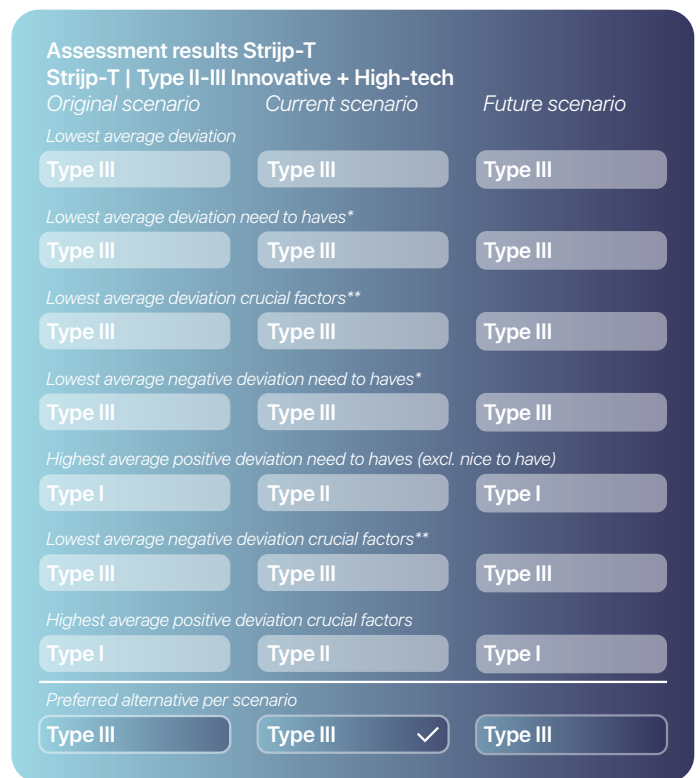 Assessment results Strijp-T
Strijp-T | Type II-III Innovative + High-tech
Original scenario Current scenario Future scenario
Lowest average deviation
Type III Type III Type III
Lowest average deviation need to haves*
Type III Type III Type III
Lowest average deviation crucial factors**
Type III Type III Type III
Lowest average negative deviation need to haves*
Type III Type III Type III
Highest average positive deviation need to haves (excl. nice to have)
Type I Type II Type I
Lowest average negative deviation crucial factors**
Type III Type III Type III
Highest average positive deviation crucial factors
Type I Type II Type I
Preferred alternative per scenario
Type III Type III Type III